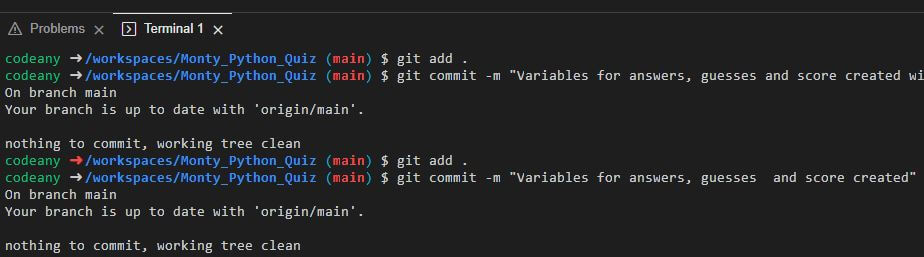 Problems × Terminal 1 ×
codeany ➜/workspaces/Monty_Python_Quiz (main) $ git add .
codeany ➜/workspaces/Monty_Python_Quiz (main) $ git commit -m "Variables for answers, guesses and score created wi
On branch main
Your branch is up to date with 'origin/main'.
nothing to commit, working tree clean
codeany ➜/workspaces/Monty_Python_Quiz (main) $ git add .
codeany ➜/workspaces/Monty_Python_Quiz (main) $ git commit -m "Variables for answers, guesses  and score created"
On branch main
Your branch is up to date with 'origin/main'.
nothing to commit, working tree clean